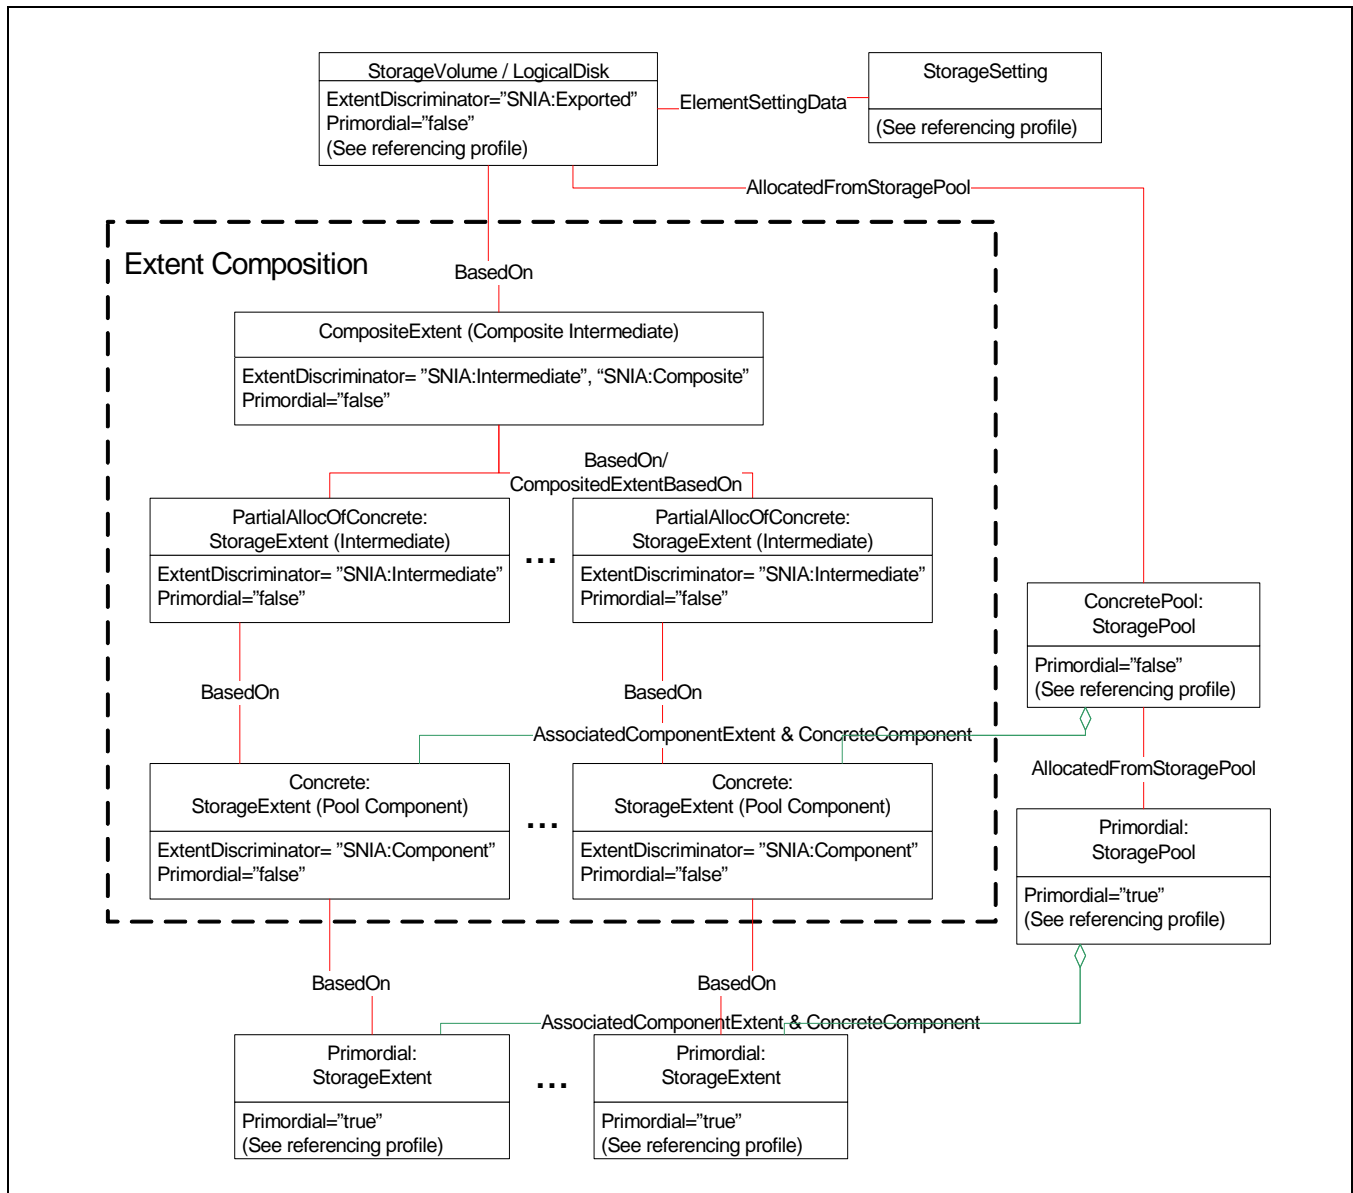 StorageVolume / LogicalDisk
ExtentDiscriminator=”SNIA:Exported”
Primordial=”false”
(See referencing profile)
ElementSettingData
StorageSetting
(See referencing profile)
AllocatedFromStoragePool
Extent Composition
BasedOn
CompositeExtent (Composite Intermediate)
ExtentDiscriminator= ”SNIA:Intermediate”, “SNIA:Composite”
Primordial=”false”
BasedOn/
CompositedExtentBasedOn
PartialAllocOfConcrete:
StorageExtent (Intermediate)
ExtentDiscriminator= ”SNIA:Intermediate”
Primordial=”false”
...
PartialAllocOfConcrete:
StorageExtent (Intermediate)
ExtentDiscriminator= ”SNIA:Intermediate”
Primordial=”false”
ConcretePool:
StoragePool
Primordial=”false”
(See referencing profile)
BasedOn
BasedOn
AssociatedComponentExtent & ConcreteComponent
AllocatedFromStoragePool
Concrete:
StorageExtent (Pool Component)
ExtentDiscriminator= ”SNIA:Component”
Primordial=”false”
...
Concrete:
StorageExtent (Pool Component)
ExtentDiscriminator= ”SNIA:Component”
Primordial=”false”
Primordial:
StoragePool
Primordial=”true”
(See referencing profile)
BasedOn
BasedOn
AssociatedComponentExtent & ConcreteComponent
Primordial:
StorageExtent
Primordial=”true”
(See referencing profile)
...
Primordial:
StorageExtent
Primordial=”true”
(See referencing profile)